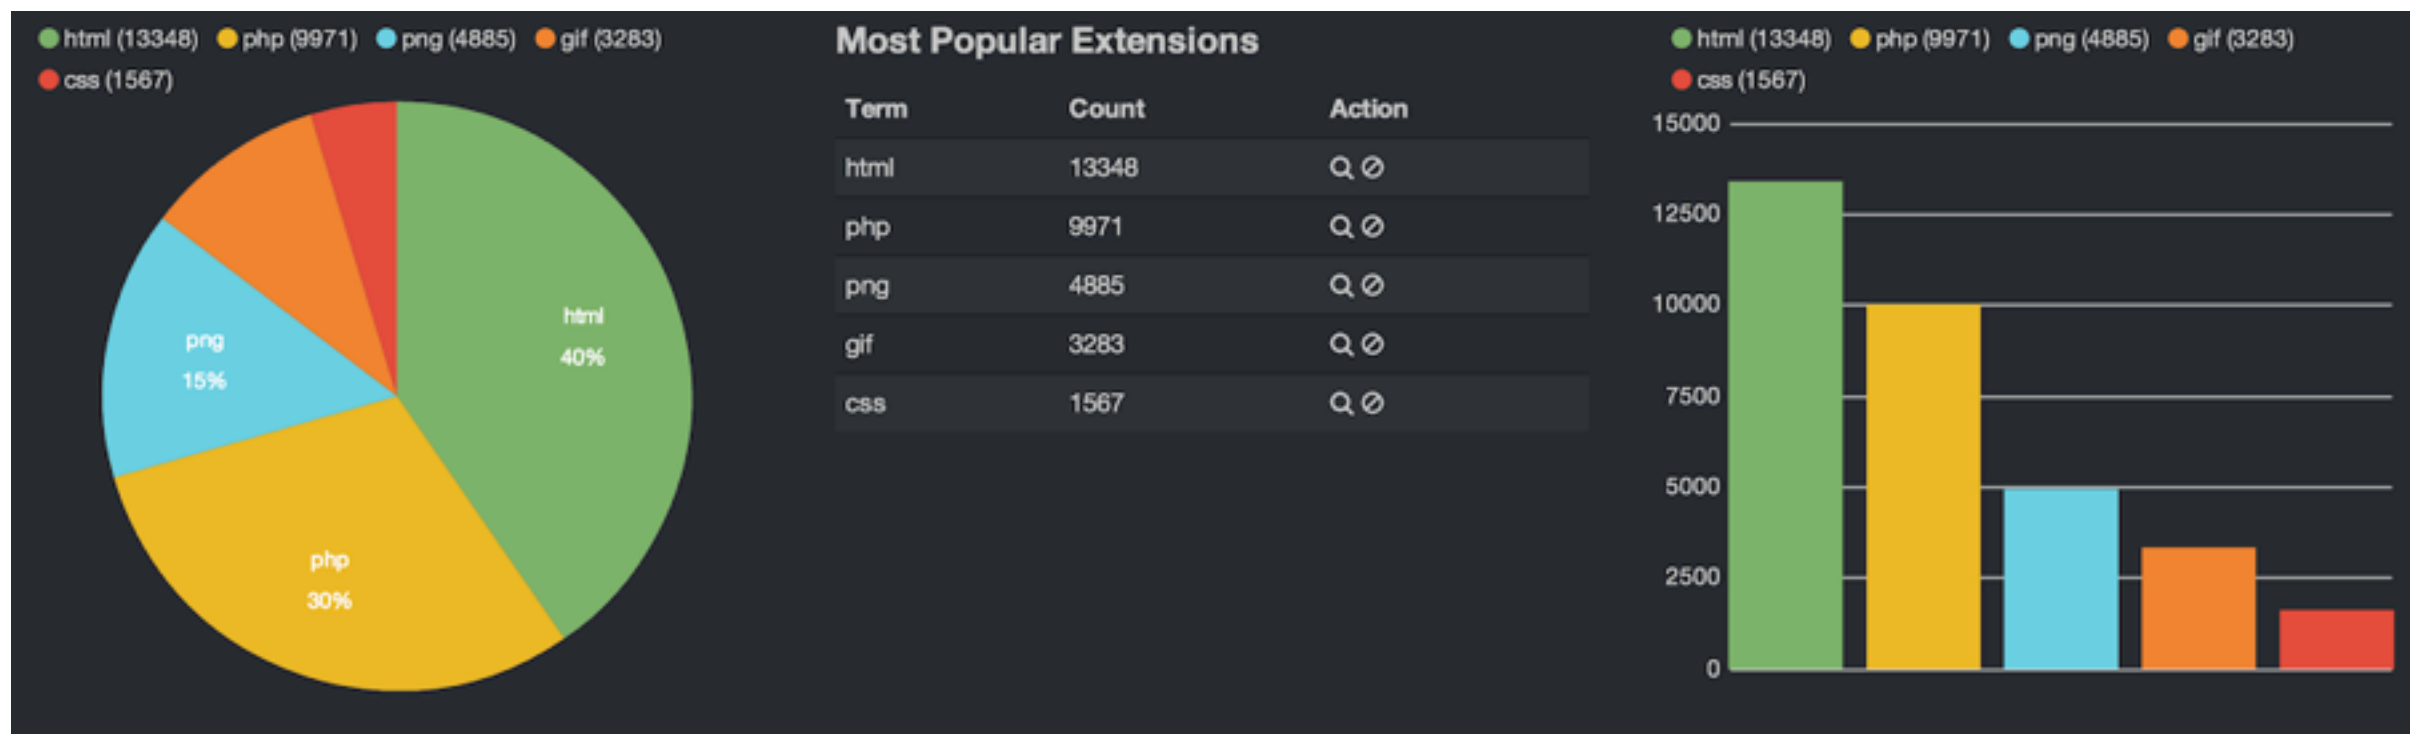 html (13348) php (9971) png (4885) gif (3283)
css (1567)
html
40%
png
15%
php
30%
Most Popular Extensions
Term Count Action
html 13348
php 9971
png 4885
gif 3283
css 1567
html (13348) php (9971) png (4885) gif (3283)
css (1567)
15000
12500
10000
7500
5000
2500
0